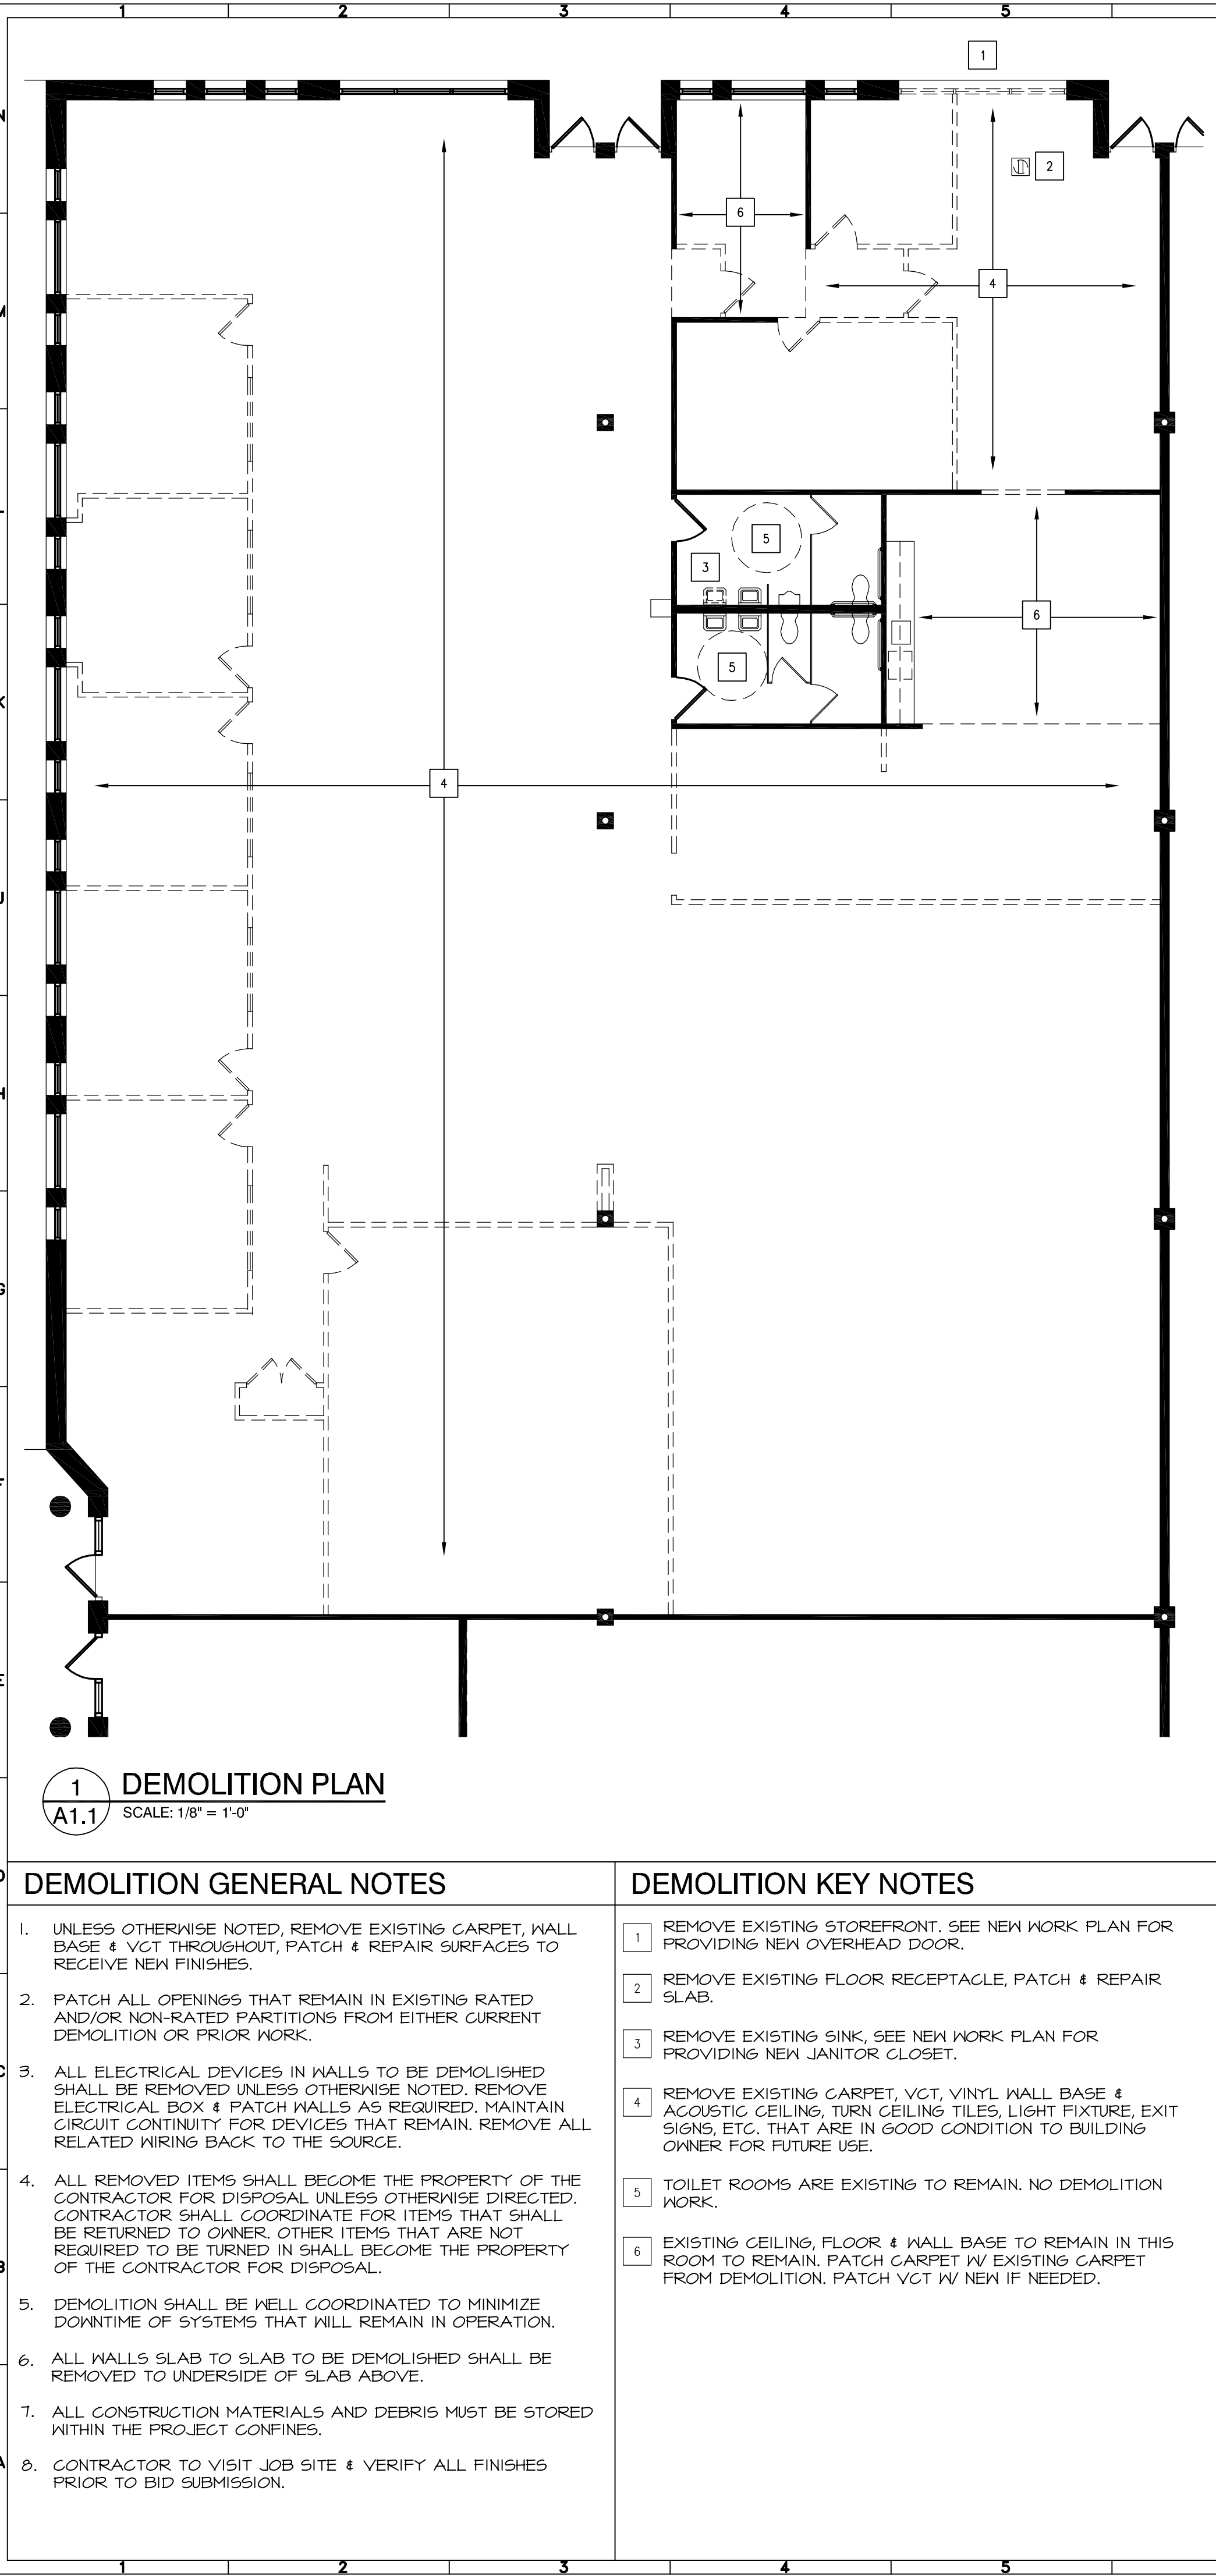 1 2 3 4 5
1
N
2
6
4
M
L
5
3
6
5
K
4
J
H
G
F
E
1
A1.1
DEMOLITION PLAN
SCALE: 1/8" = 1'-0"
D
DEMOLITION GENERAL NOTES
1. UNLESS OTHERWISE NOTED, REMOVE EXISTING CARPET, WALL
BASE & VCT THROUGHOUT, PATCH & REPAIR SURFACES TO
RECEIVE NEW FINISHES.
2. PATCH ALL OPENINGS THAT REMAIN IN EXISTING RATED
AND/OR NON-RATED PARTITIONS FROM EITHER CURRENT
DEMOLITION OR PRIOR WORK.
C
3. ALL ELECTRICAL DEVICES IN WALLS TO BE DEMOLISHED
SHALL BE REMOVED UNLESS OTHERWISE NOTED. REMOVE
ELECTRICAL BOX & PATCH WALLS AS REQUIRED. MAINTAIN
CIRCUIT CONTINUITY FOR DEVICES THAT REMAIN. REMOVE ALL
RELATED WIRING BACK TO THE SOURCE.
4. ALL REMOVED ITEMS SHALL BECOME THE PROPERTY OF THE
CONTRACTOR FOR DISPOSAL UNLESS OTHERWISE DIRECTED.
CONTRACTOR SHALL COORDINATE FOR ITEMS THAT SHALL
BE RETURNED TO OWNER. OTHER ITEMS THAT ARE NOT
REQUIRED TO BE TURNED IN SHALL BECOME THE PROPERTY
OF THE CONTRACTOR FOR DISPOSAL.
B
5. DEMOLITION SHALL BE WELL COORDINATED TO MINIMIZE
DOWNTIME OF SYSTEMS THAT WILL REMAIN IN OPERATION.
6. ALL WALLS SLAB TO SLAB TO BE DEMOLISHED SHALL BE
REMOVED TO UNDERSIDE OF SLAB ABOVE.
7. ALL CONSTRUCTION MATERIALS AND DEBRIS MUST BE STORED
WITHIN THE PROJECT CONFINES.
A
8. CONTRACTOR TO VISIT JOB SITE & VERIFY ALL FINISHES
PRIOR TO BID SUBMISSION.
DEMOLITION KEY NOTES
1 REMOVE EXISTING STOREFRONT. SEE NEW WORK PLAN FOR
PROVIDING NEW OVERHEAD DOOR.
2 REMOVE EXISTING FLOOR RECEPTACLE, PATCH & REPAIR
SLAB.
3 REMOVE EXISTING SINK, SEE NEW WORK PLAN FOR
PROVIDING NEW JANITOR CLOSET.
4 REMOVE EXISTING CARPET, VCT, VINYL WALL BASE &
ACOUSTIC CEILING, TURN CEILING TILES, LIGHT FIXTURE, EXIT
SIGNS, ETC. THAT ARE IN GOOD CONDITION TO BUILDING
OWNER FOR FUTURE USE.
5 TOILET ROOMS ARE EXISTING TO REMAIN. NO DEMOLITION
WORK.
6 EXISTING CEILING, FLOOR & WALL BASE TO REMAIN IN THIS
ROOM TO REMAIN. PATCH CARPET W/ EXISTING CARPET
FROM DEMOLITION. PATCH VCT W/ NEW IF NEEDED.
1 2 3 4 5